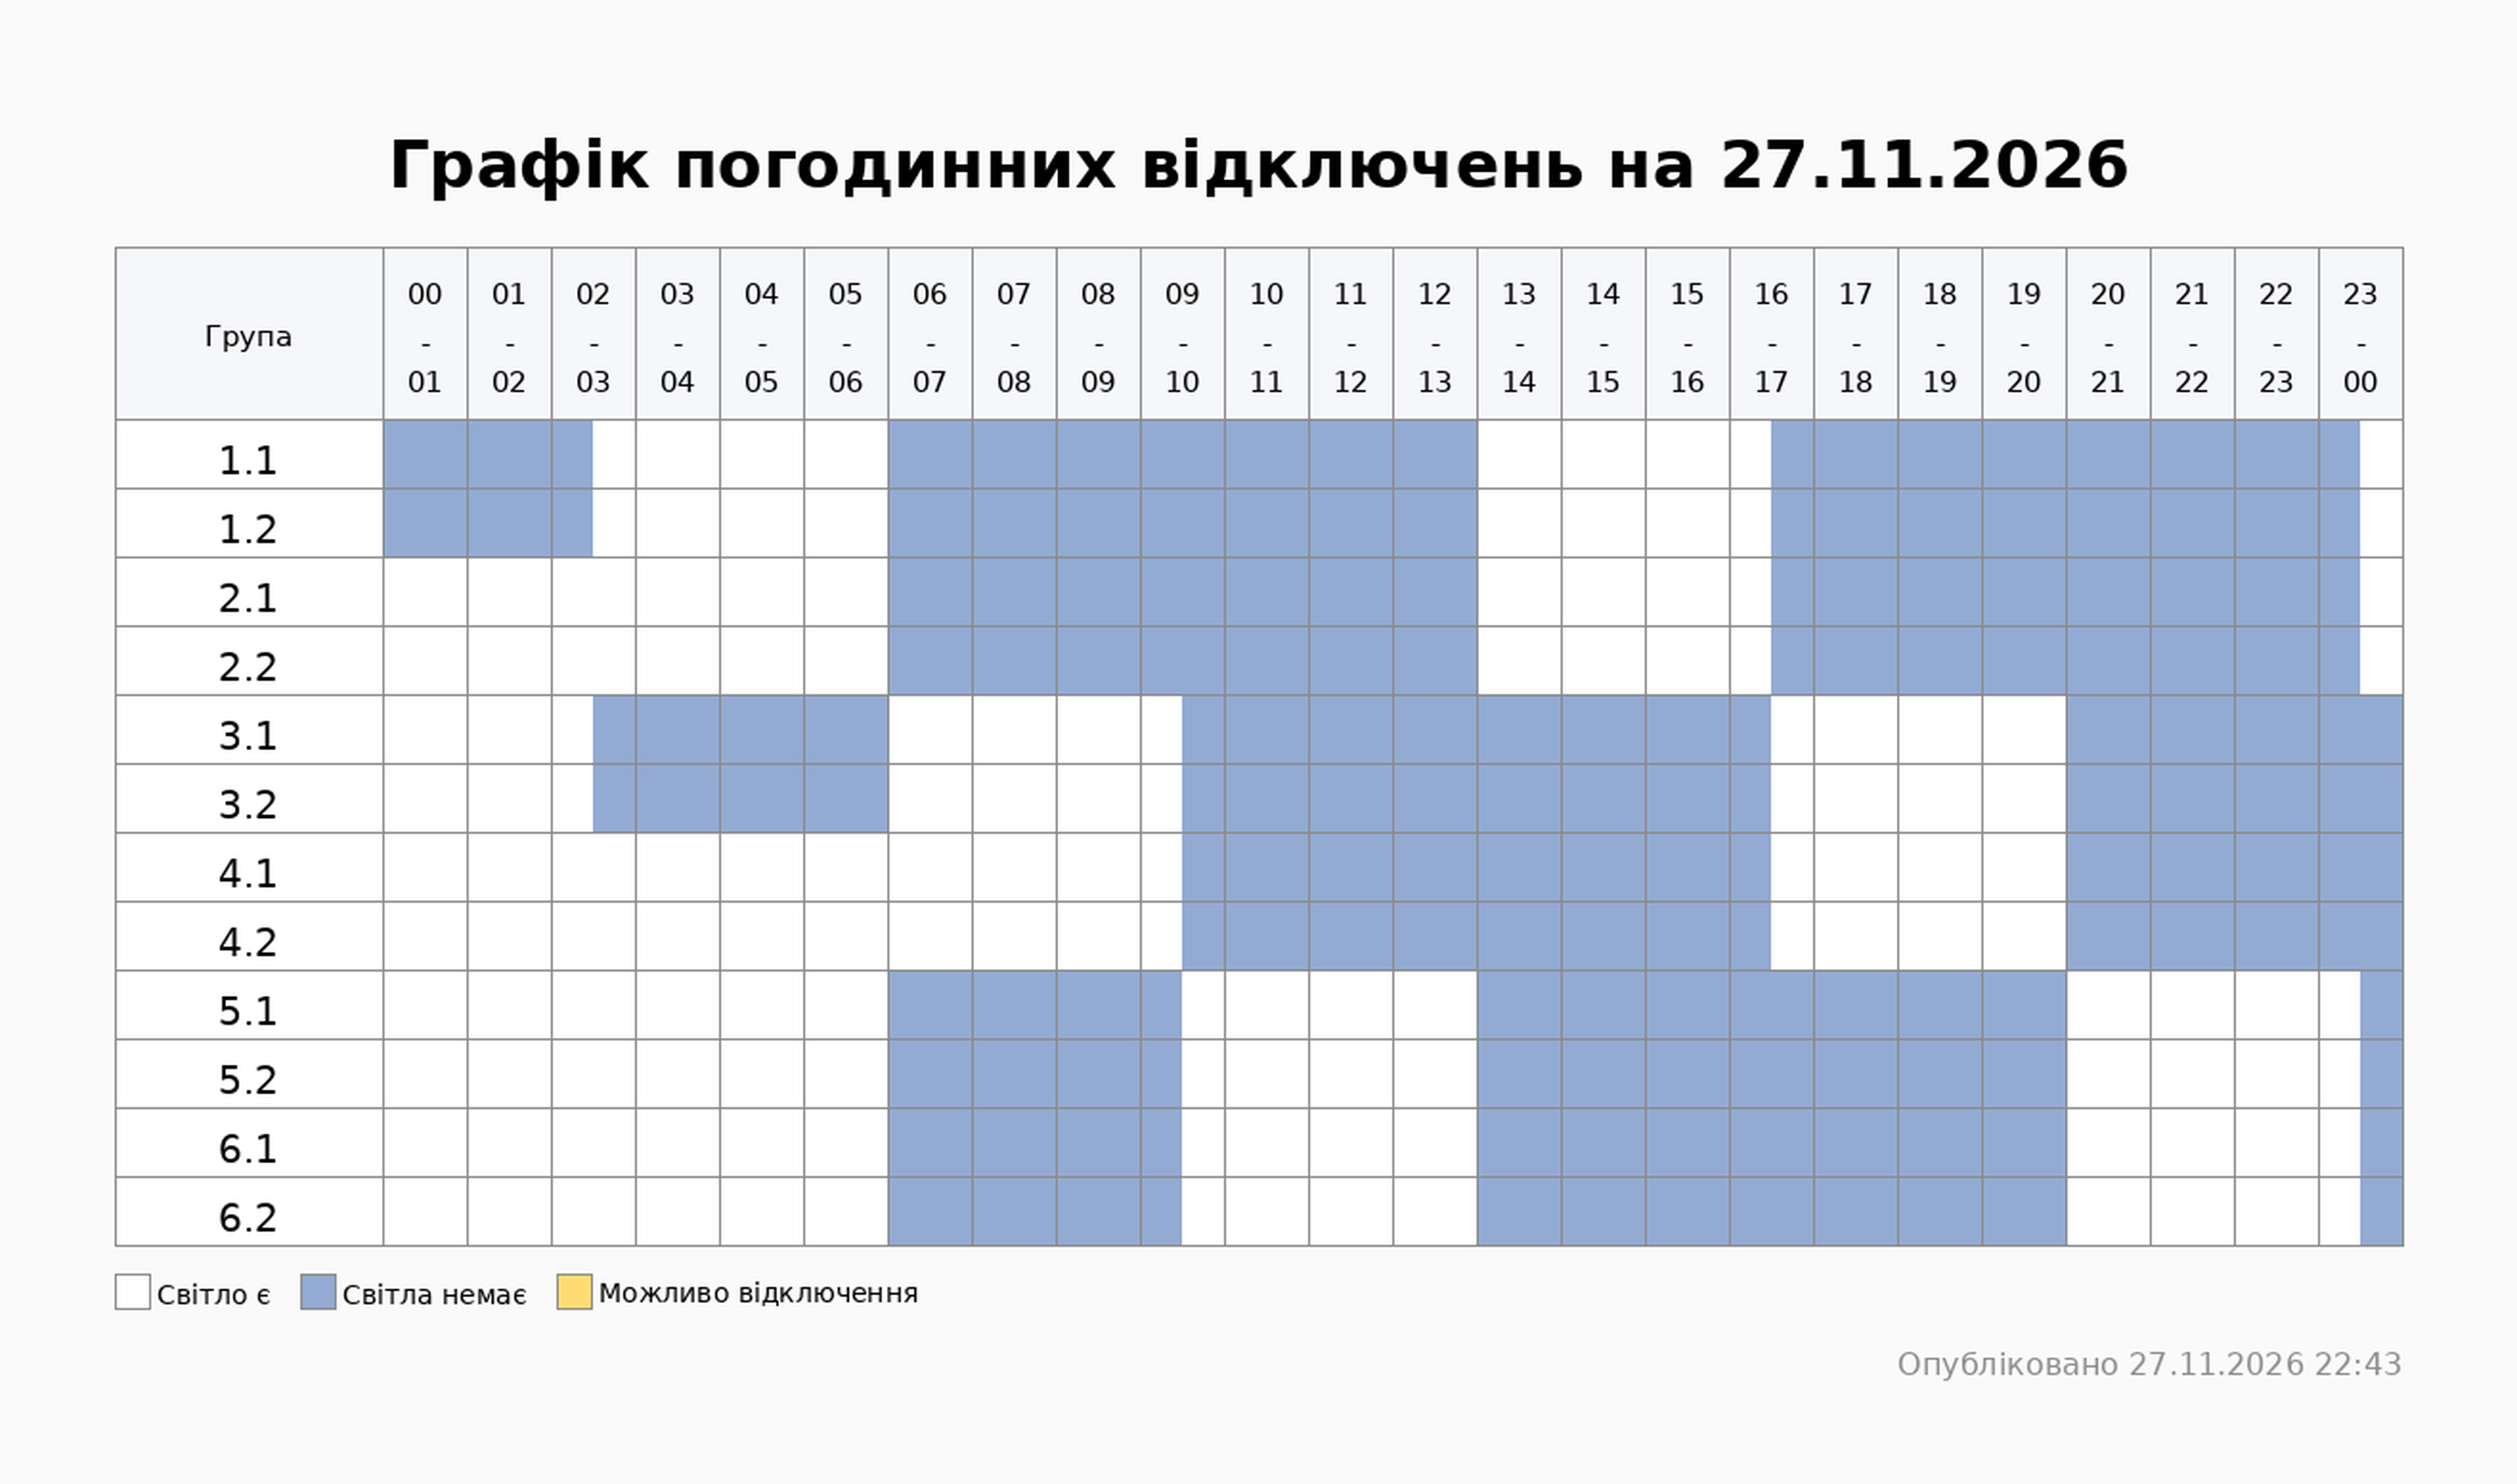 Графік погодинних відключень на 27.11.2026
Група
00 - 01
01 - 02
02 - 03
03 - 04
04 - 05
05 - 06
06 - 07
07 - 08
08 - 09
09 - 10
10 - 11
11 - 12
12 - 13
13 - 14
14 - 15
15 - 16
16 - 17
17 - 18
18 - 19
19 - 20
20 - 21
21 - 22
22 - 23
23 - 00
1.1
1.2
2.1
2.2
3.1
3.2
4.1
4.2
5.1
5.2
6.1
6.2
Світло є
Світла немає
Можливо відключення
Опубліковано 27.11.2026 22:43